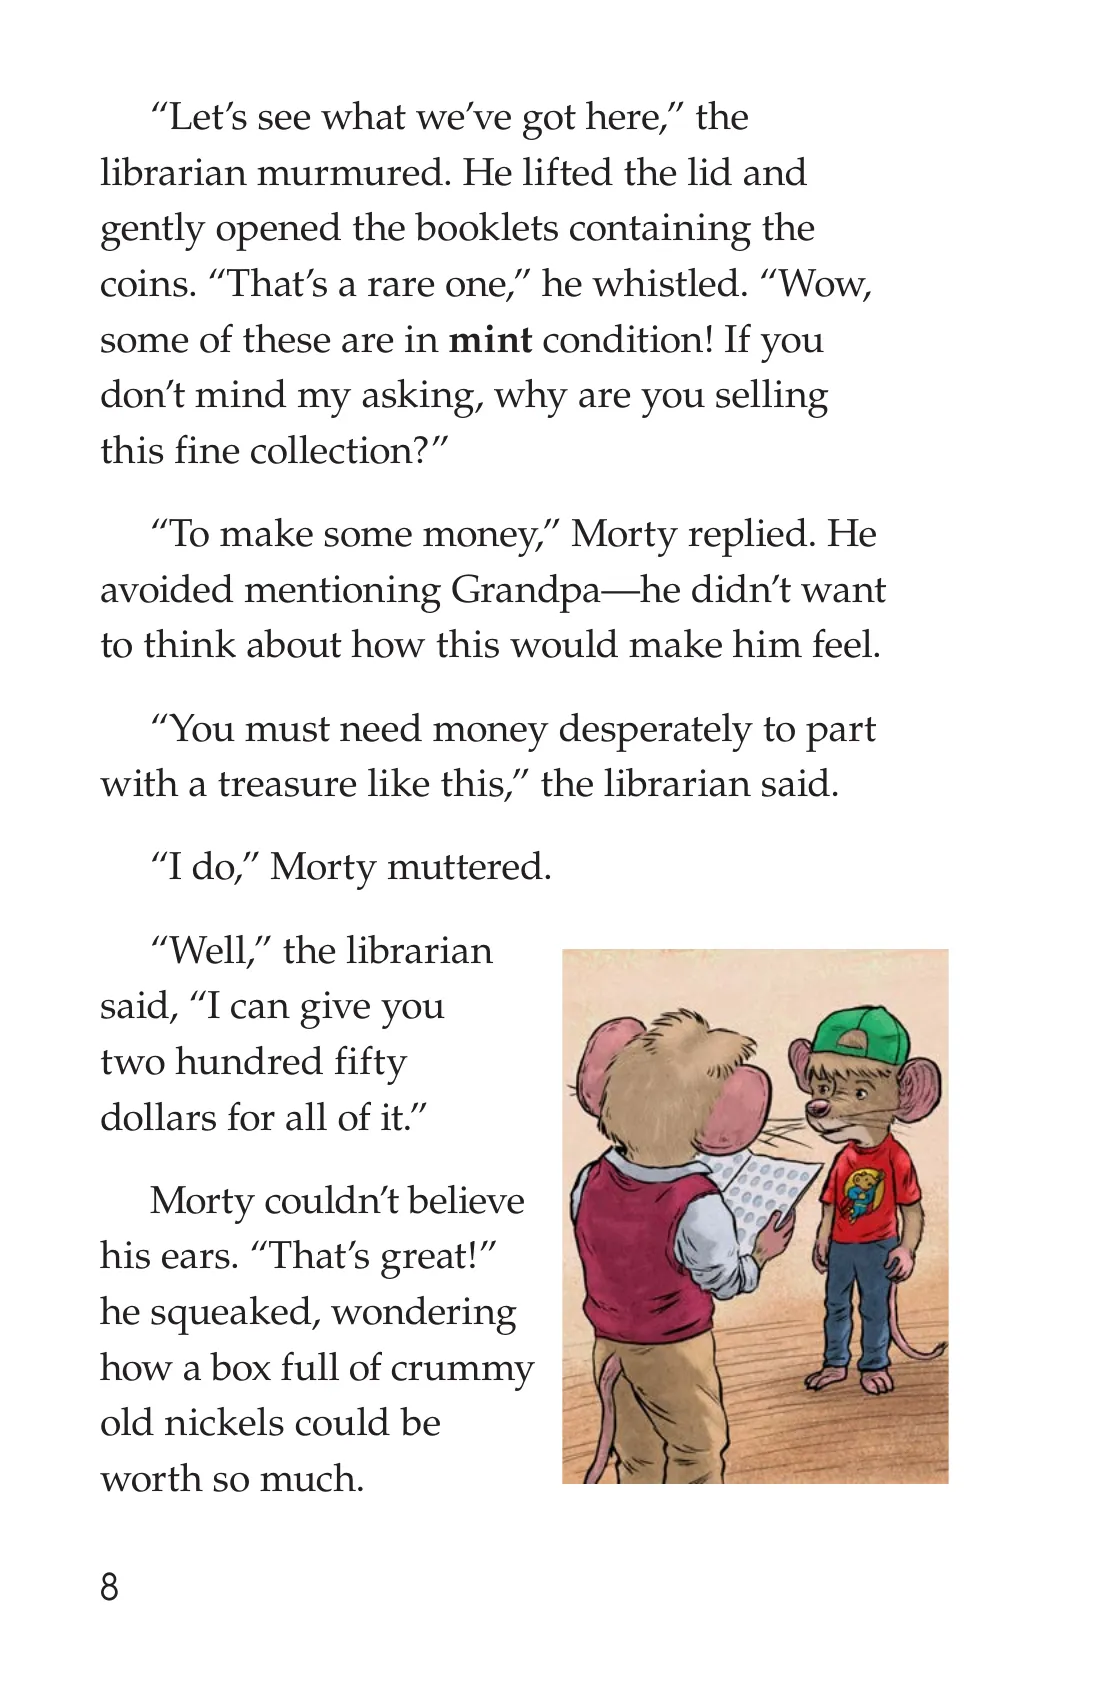 “Let’s see what we’ve got here,” the
librarian murmured. He lifted the lid and
gently opened the booklets containing the
coins. “That’s a rare one,” he whistled. “Wow,
some of these are in mint condition! If you
don’t mind my asking, why are you selling
this fine collection?”
“To make some money,” Morty replied. He
avoided mentioning Grandpa—he didn’t want
to think about how this would make him feel.
“You must need money desperately to part
with a treasure like this,” the librarian said.
“I do,” Morty muttered.
“Well,” the librarian
said, “I can give you
two hundred fifty
dollars for all of it.”
Morty couldn’t believe
his ears. “That’s great!”
he squeaked, wondering
how a box full of crummy
old nickels could be
worth so much.
8